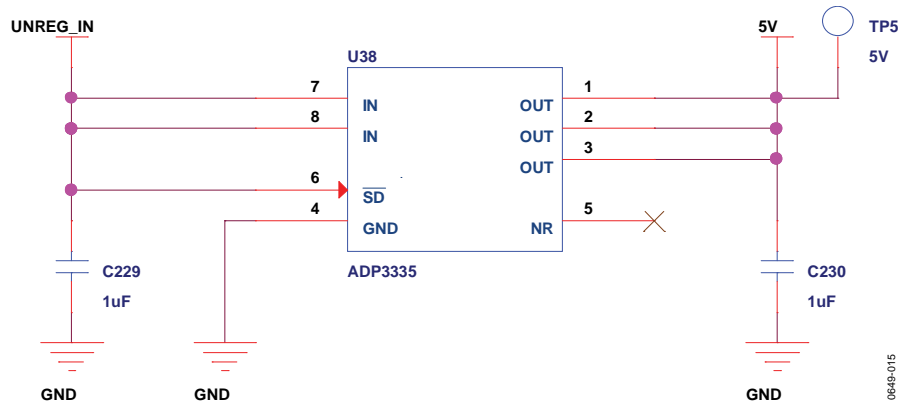 UNREG_IN
5V
TP5
5V
U38
7
IN
OUT
1
8
IN
OUT
2
OUT
3
6
SD
4
GND
NR
5
ADP3335
C229
1uF
C230
1uF
GND
GND
GND
0649-015